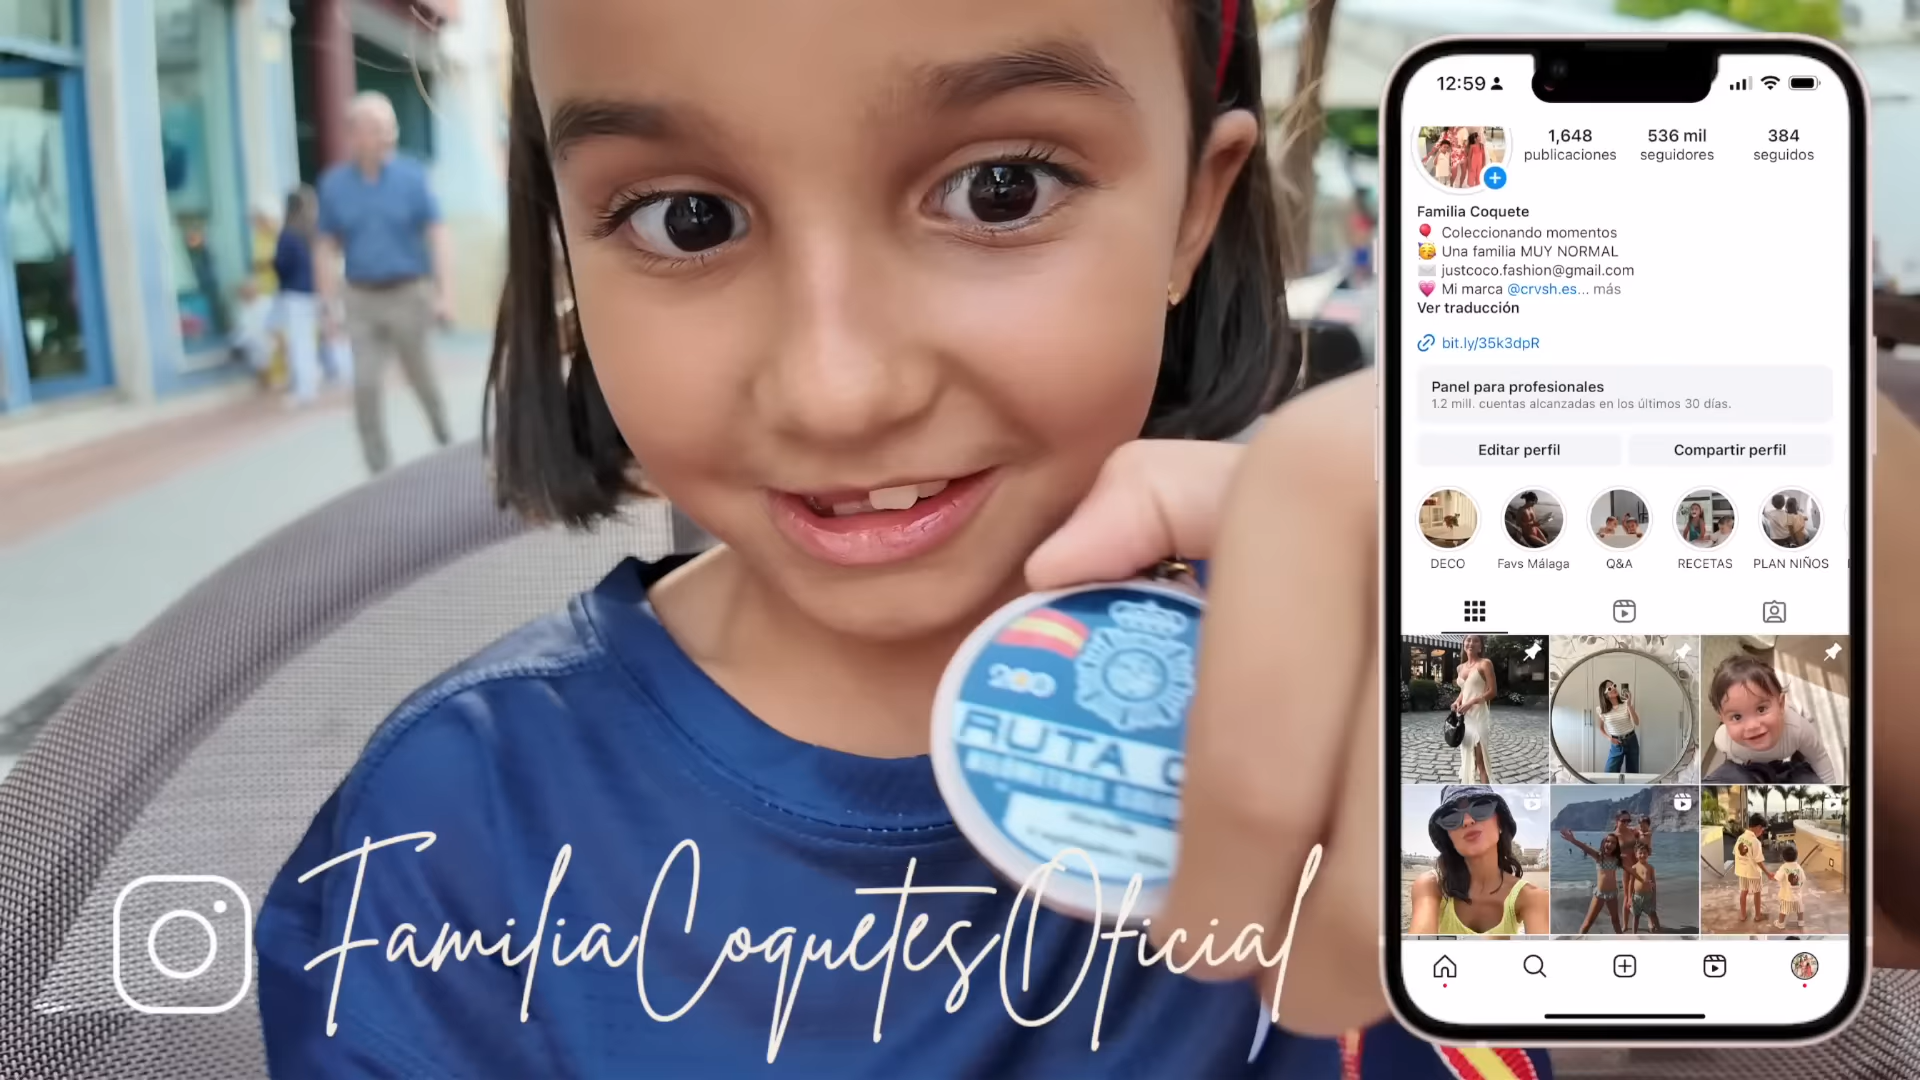 12:59
1,648
publicaciones
536 mil
seguidores
384
seguidos
Familia Coquete
Coleccionando momentos
Una familia MUY NORMAL
justcoco.fashion@gmail.com
Mi marca @crvsh.es... más
Ver traducción
bit.ly/35k3dpR
Panel para profesionales
1.2 mill. cuentas alcanzadas en los últimos 30 días.
Editar perfil
Compartir perfil
DECO
Favs Málaga
Q&A
RECETAS
PLAN NIÑOS
200
RUTA
FamiliaCoquetesOficial